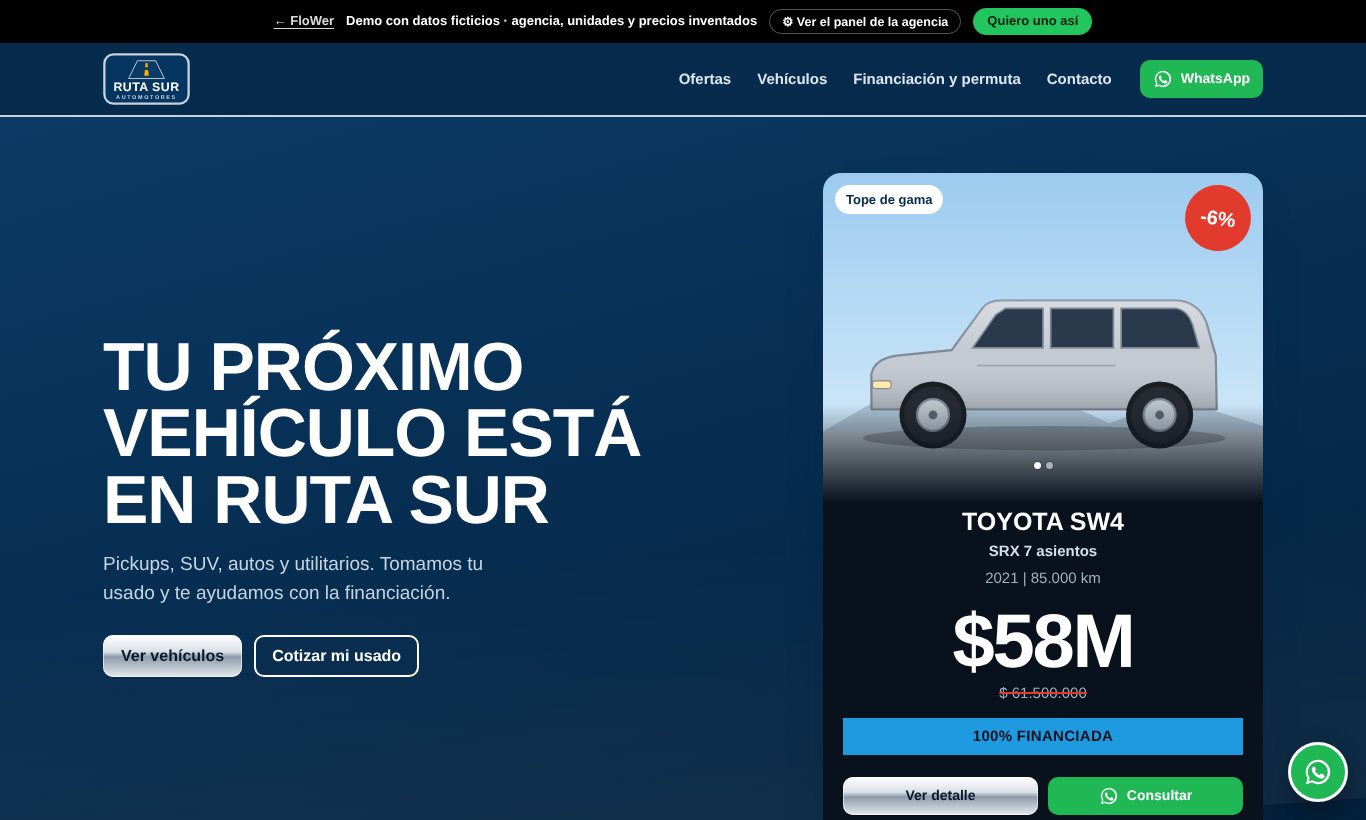 ← FloWer Demo con datos ficticios · agencia, unidades y precios inventados ⚙ Ver el panel de la agencia Quiero uno así
RUTA SUR
AUTOMOTORES
Ofertas Vehículos Financiación y permuta Contacto WhatsApp
TU PRÓXIMO
VEHÍCULO ESTÁ
EN RUTA SUR
Pickups, SUV, autos y utilitarios. Tomamos tu
usado y te ayudamos con la financiación.
Ver vehículos Cotizar mi usado
Tope de gama
-6%
TOYOTA SW4
SRX 7 asientos
2021 | 85.000 km
$58M
$ 61.500.000
100% FINANCIADA
Ver detalle Consultar